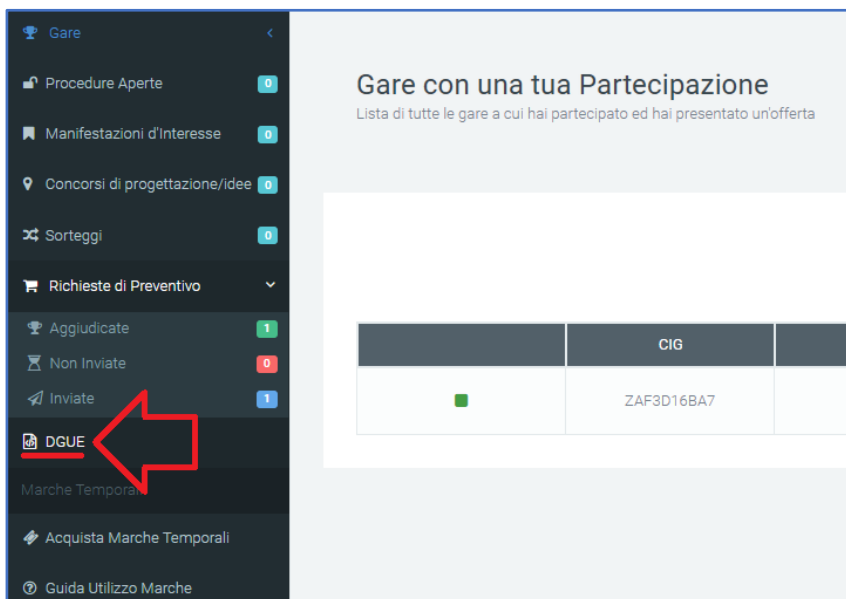 Gare
Procedure Aperte 0
Manifestazioni d'Interesse 0
Concorsi di progettazione/idee 0
Sorteggi 0
Richieste di Preventivo
Aggiudicate 1
Non Inviate 0
Inviate 1
DGUE
Marche Temporali
Acquista Marche Temporali
Guida Utilizzo Marche
Gare con una tua Partecipazione
Lista di tutte le gare a cui hai partecipato ed hai presentato un'offerta
CIG
ZAF3D16BA7